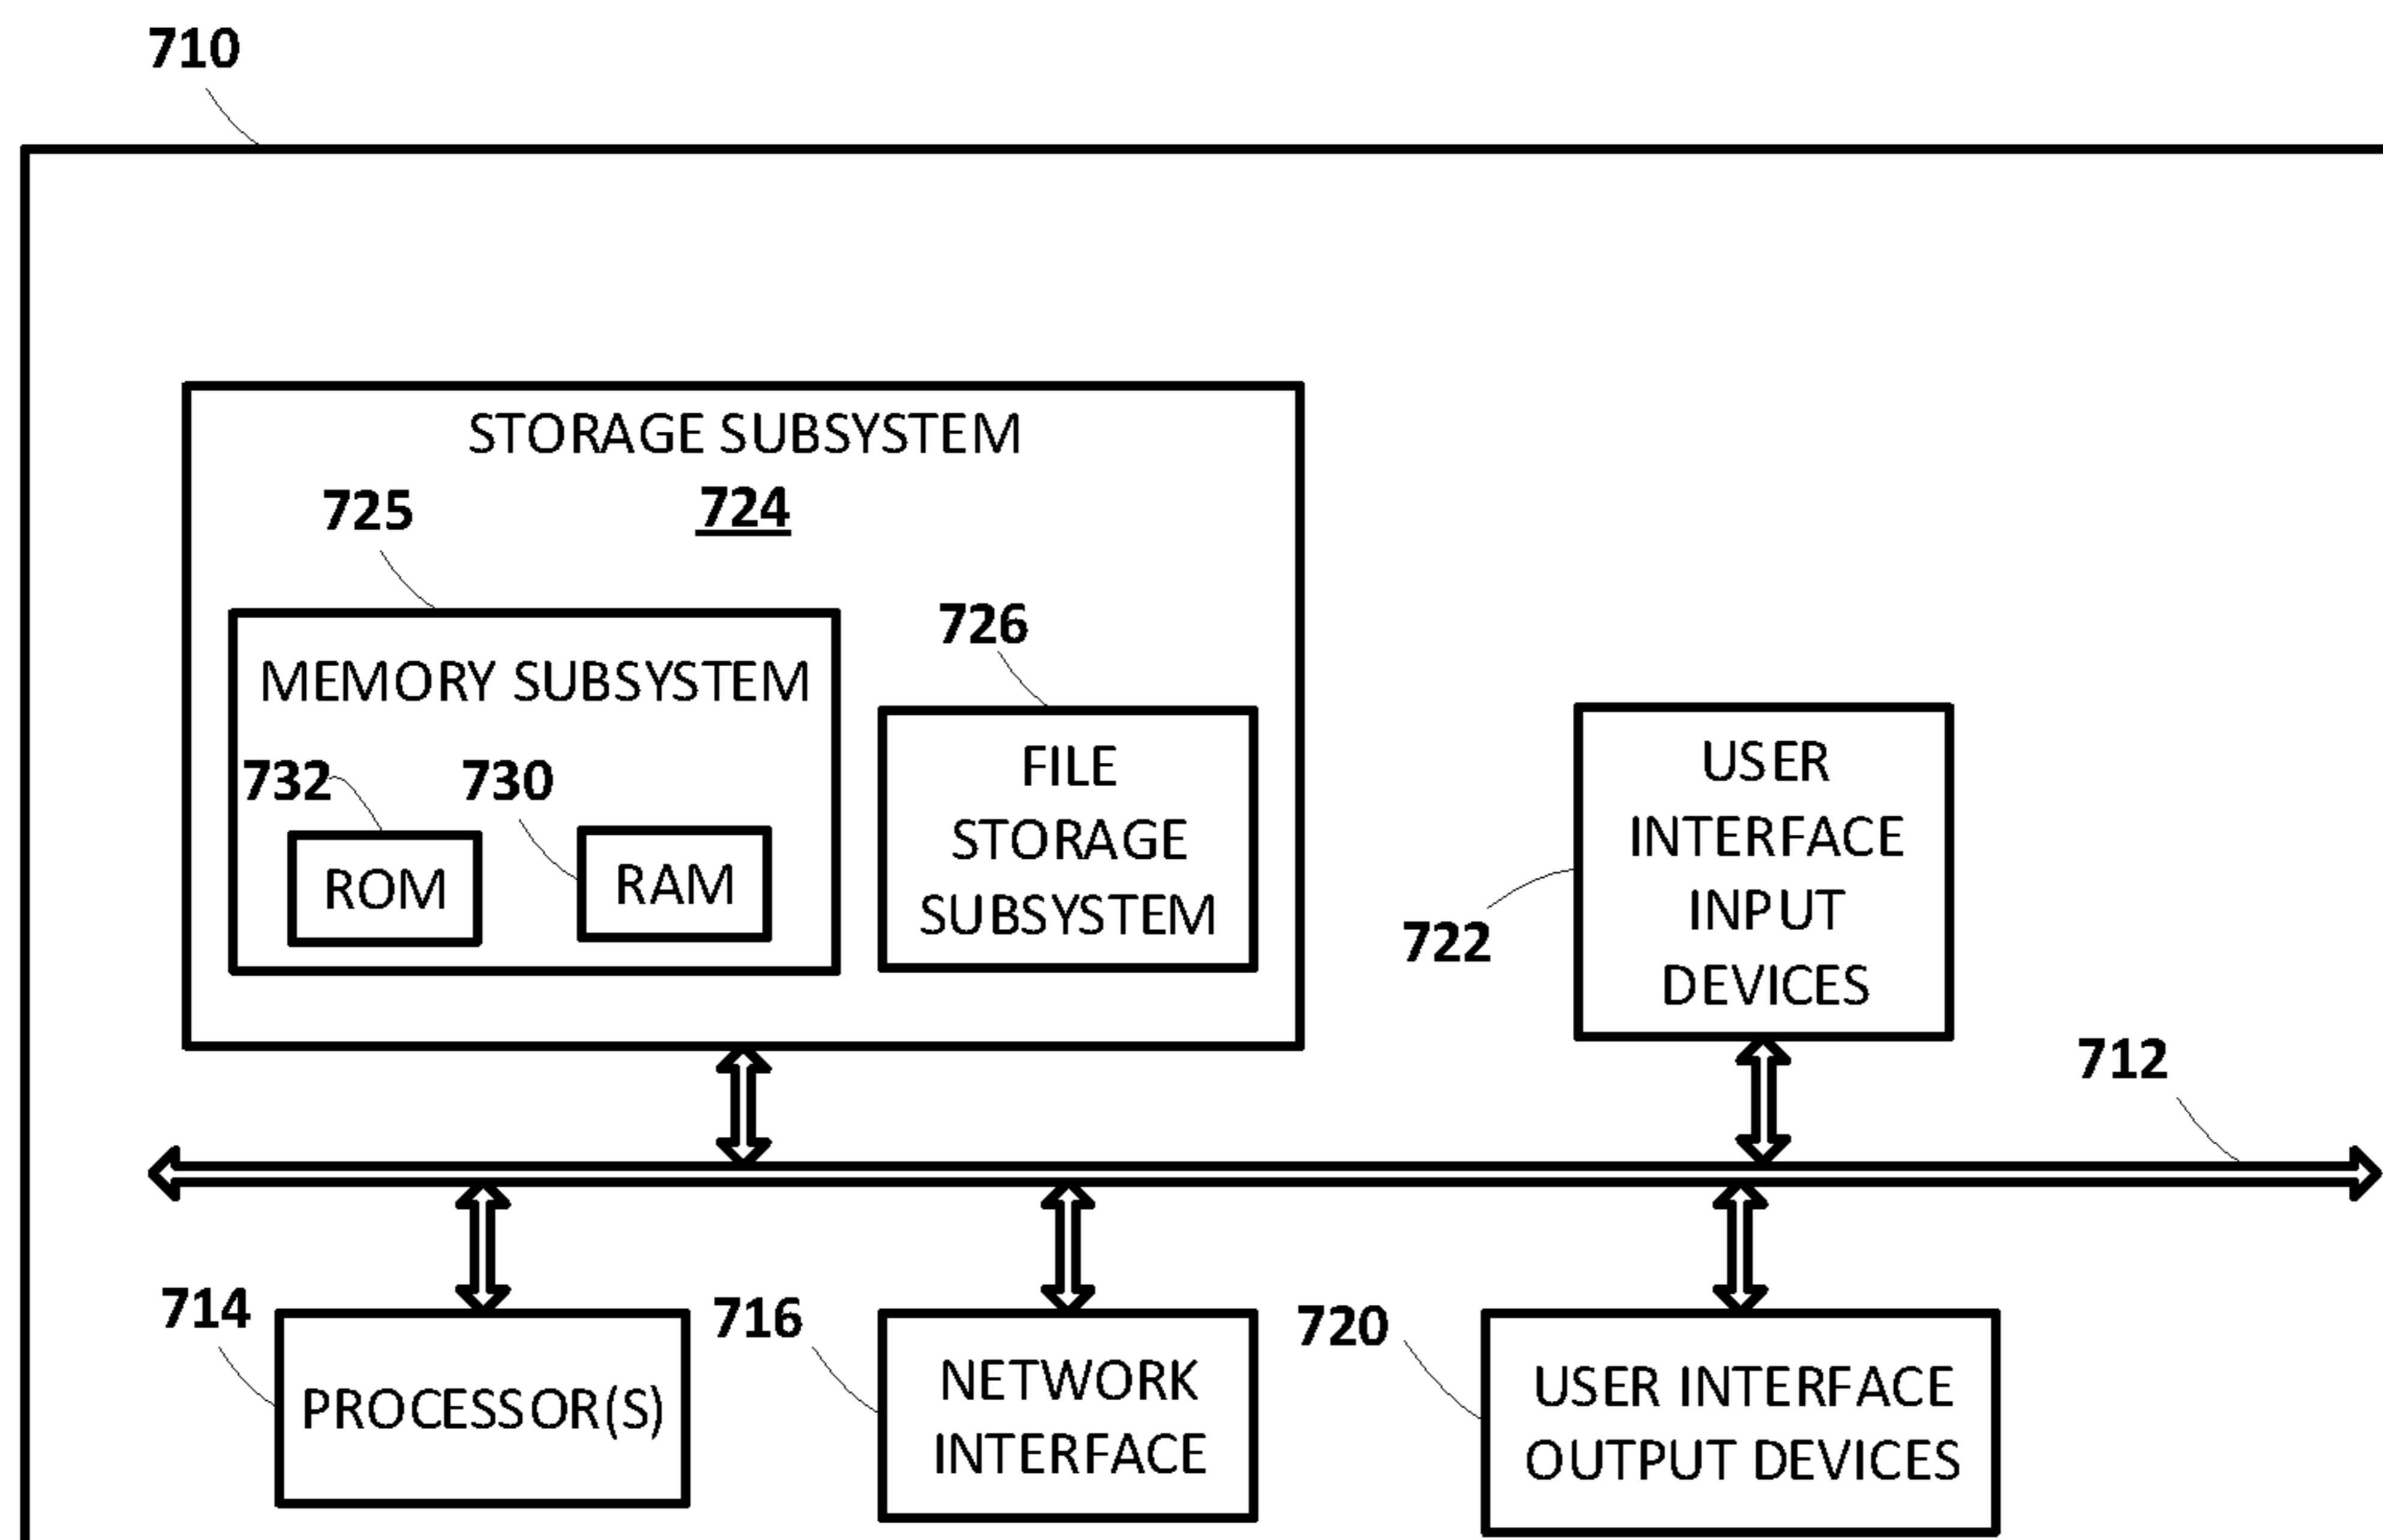 710
STORAGE SUBSYSTEM
724
725
726
MEMORY SUBSYSTEM
732
730
ROM
RAM
FILE
STORAGE
SUBSYSTEM
USER
INTERFACE
INPUT
DEVICES
722
712
714
PROCESSOR(S)
716
NETWORK
INTERFACE
720
USER INTERFACE
OUTPUT DEVICES